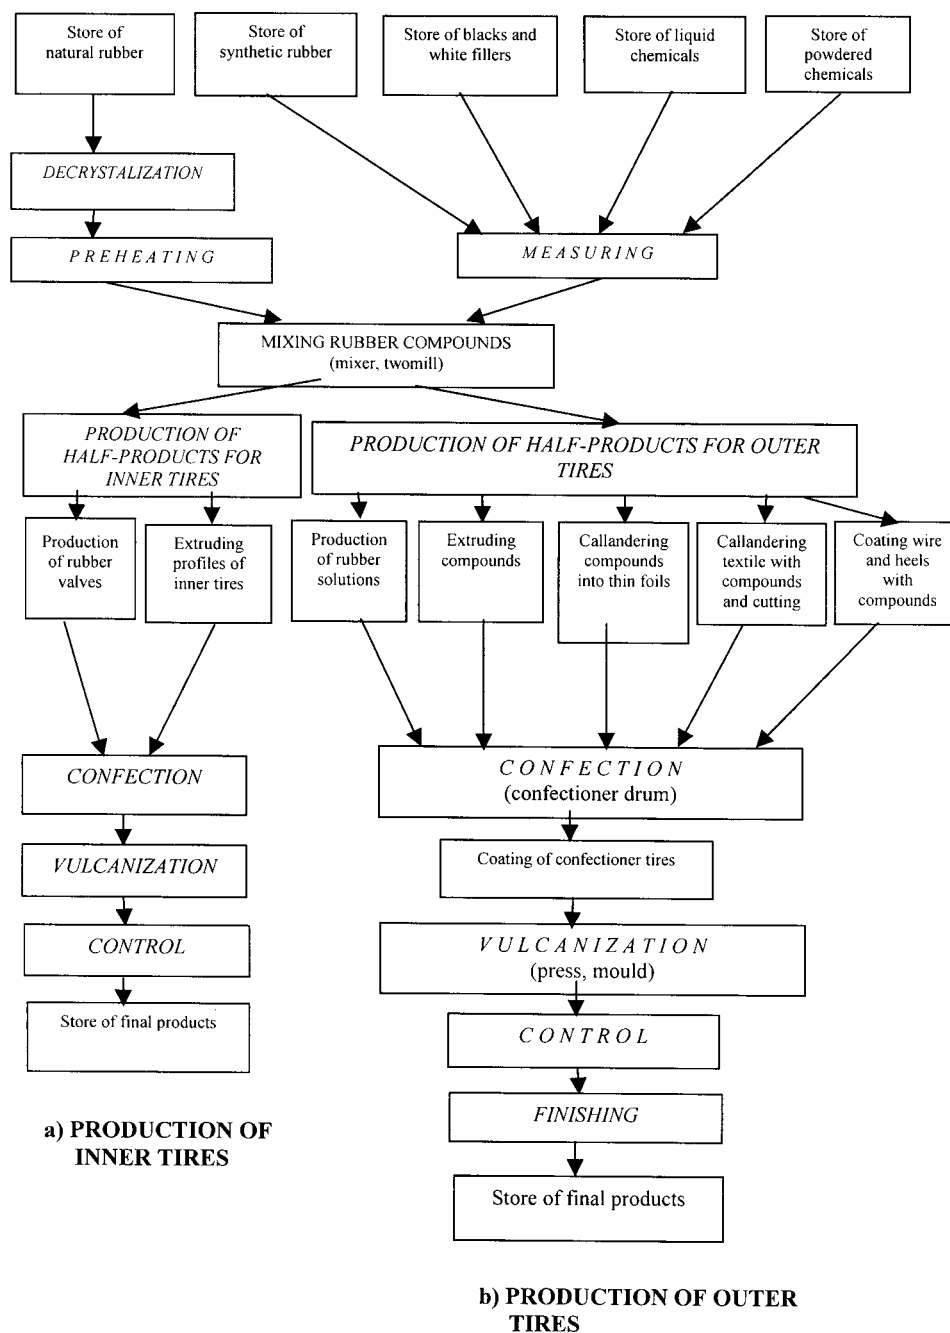 Store of
natural rubber
Store of
synthetic rubber
Store of blacks and
white fillers
Store of liquid
chemicals
Store of
powdered
chemicals
DECRYSTALIZATION
PREHEATING
MEASURING
MIXING RUBBER COMPOUNDS
(mixer, twomill)
PRODUCTION OF
HALF-PRODUCTS FOR
INNER TIRES
PRODUCTION OF HALF-PRODUCTS FOR OUTER
TIRES
Production
of rubber
valves
Extruding
profiles of
inner tires
Production
of rubber
solutions
Extruding
compounds
Callandering
compounds
into thin foils
Callandering
textile with
compounds
and cutting
Coating wire
and heels
with
compounds
CONFECTION
VULCANIZATION
CONTROL
Store of final products
a) PRODUCTION OF
INNER TIRES
CONFECTION
(confectioner drum)
Coating of confectioner tires
VULCANIZATION
(press, mould)
CONTROL
FINISHING
Store of final products
b) PRODUCTION OF OUTER
TIRES